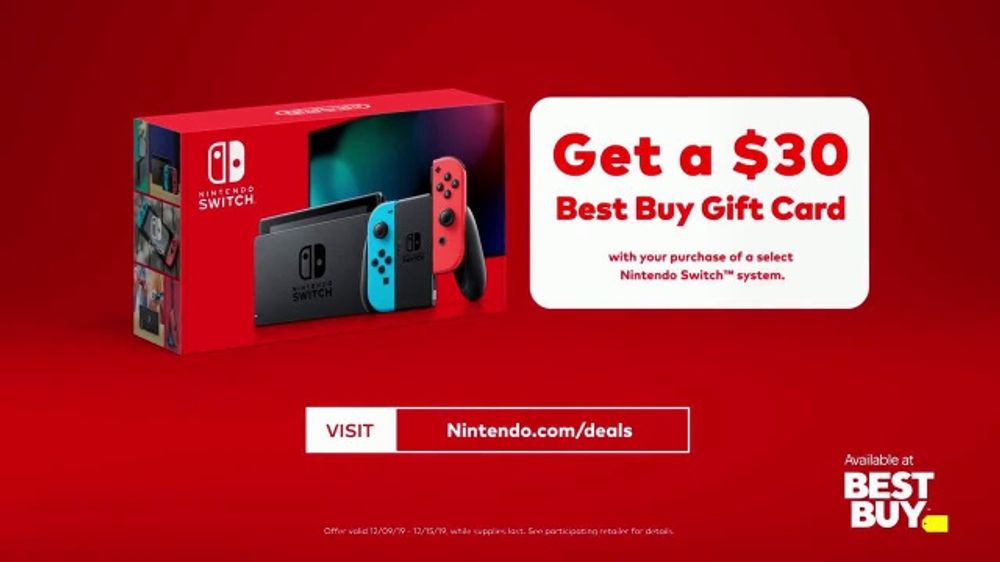 NINTENDO
SWITCH
NINTENDO
SWITCH
Get a $30
Best Buy Gift Card
with your purchase of a select
Nintendo Switch™ system.
VISIT
Nintendo.com/deals
Available at
BEST
BUY
Offer valid 12/09/19 - 12/15/19, while supplies last. See participating retailer for details.